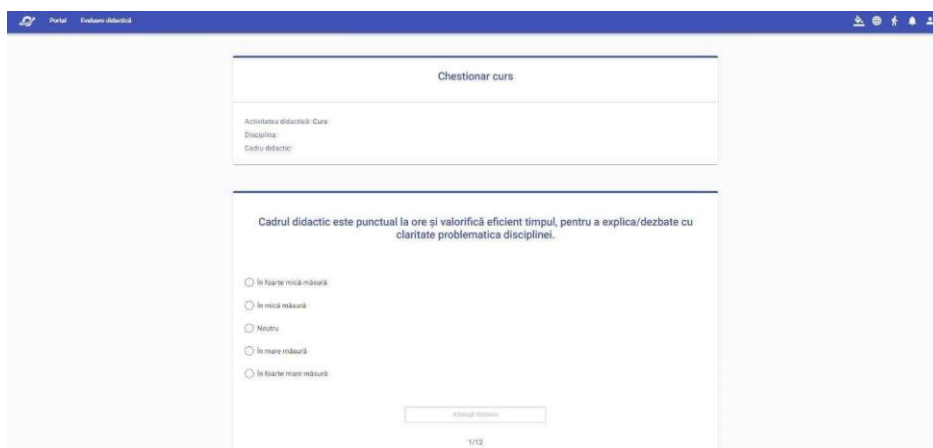 Portal Evaluare didactică
Chestionar curs
Activitatea didactică: Curs
Disciplina:
Cadru didactic:
Cadrul didactic este punctual la ore și valorifică eficient timpul, pentru a explica/dezbate cu
claritate problematica disciplinei.
În foarte mică măsură
În mică măsură
Neutru
În mare măsură
În foarte mare măsură
1/12